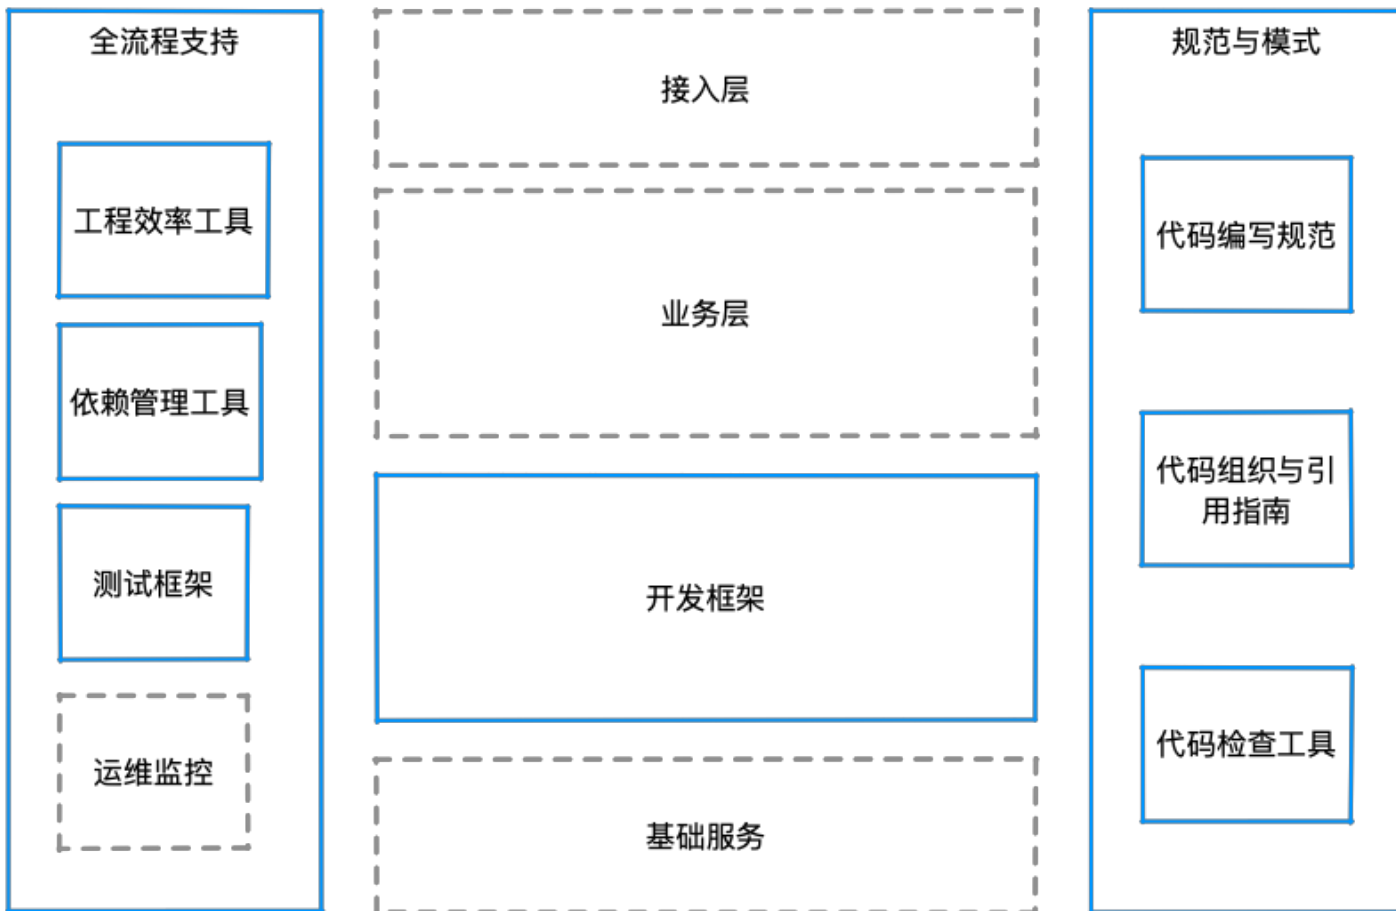 全流程支持
工程效率工具
依赖管理工具
测试框架
运维监控
接入层
业务层
开发框架
基础服务
规范与模式
代码编写规范
代码组织与引
用指南
代码检查工具